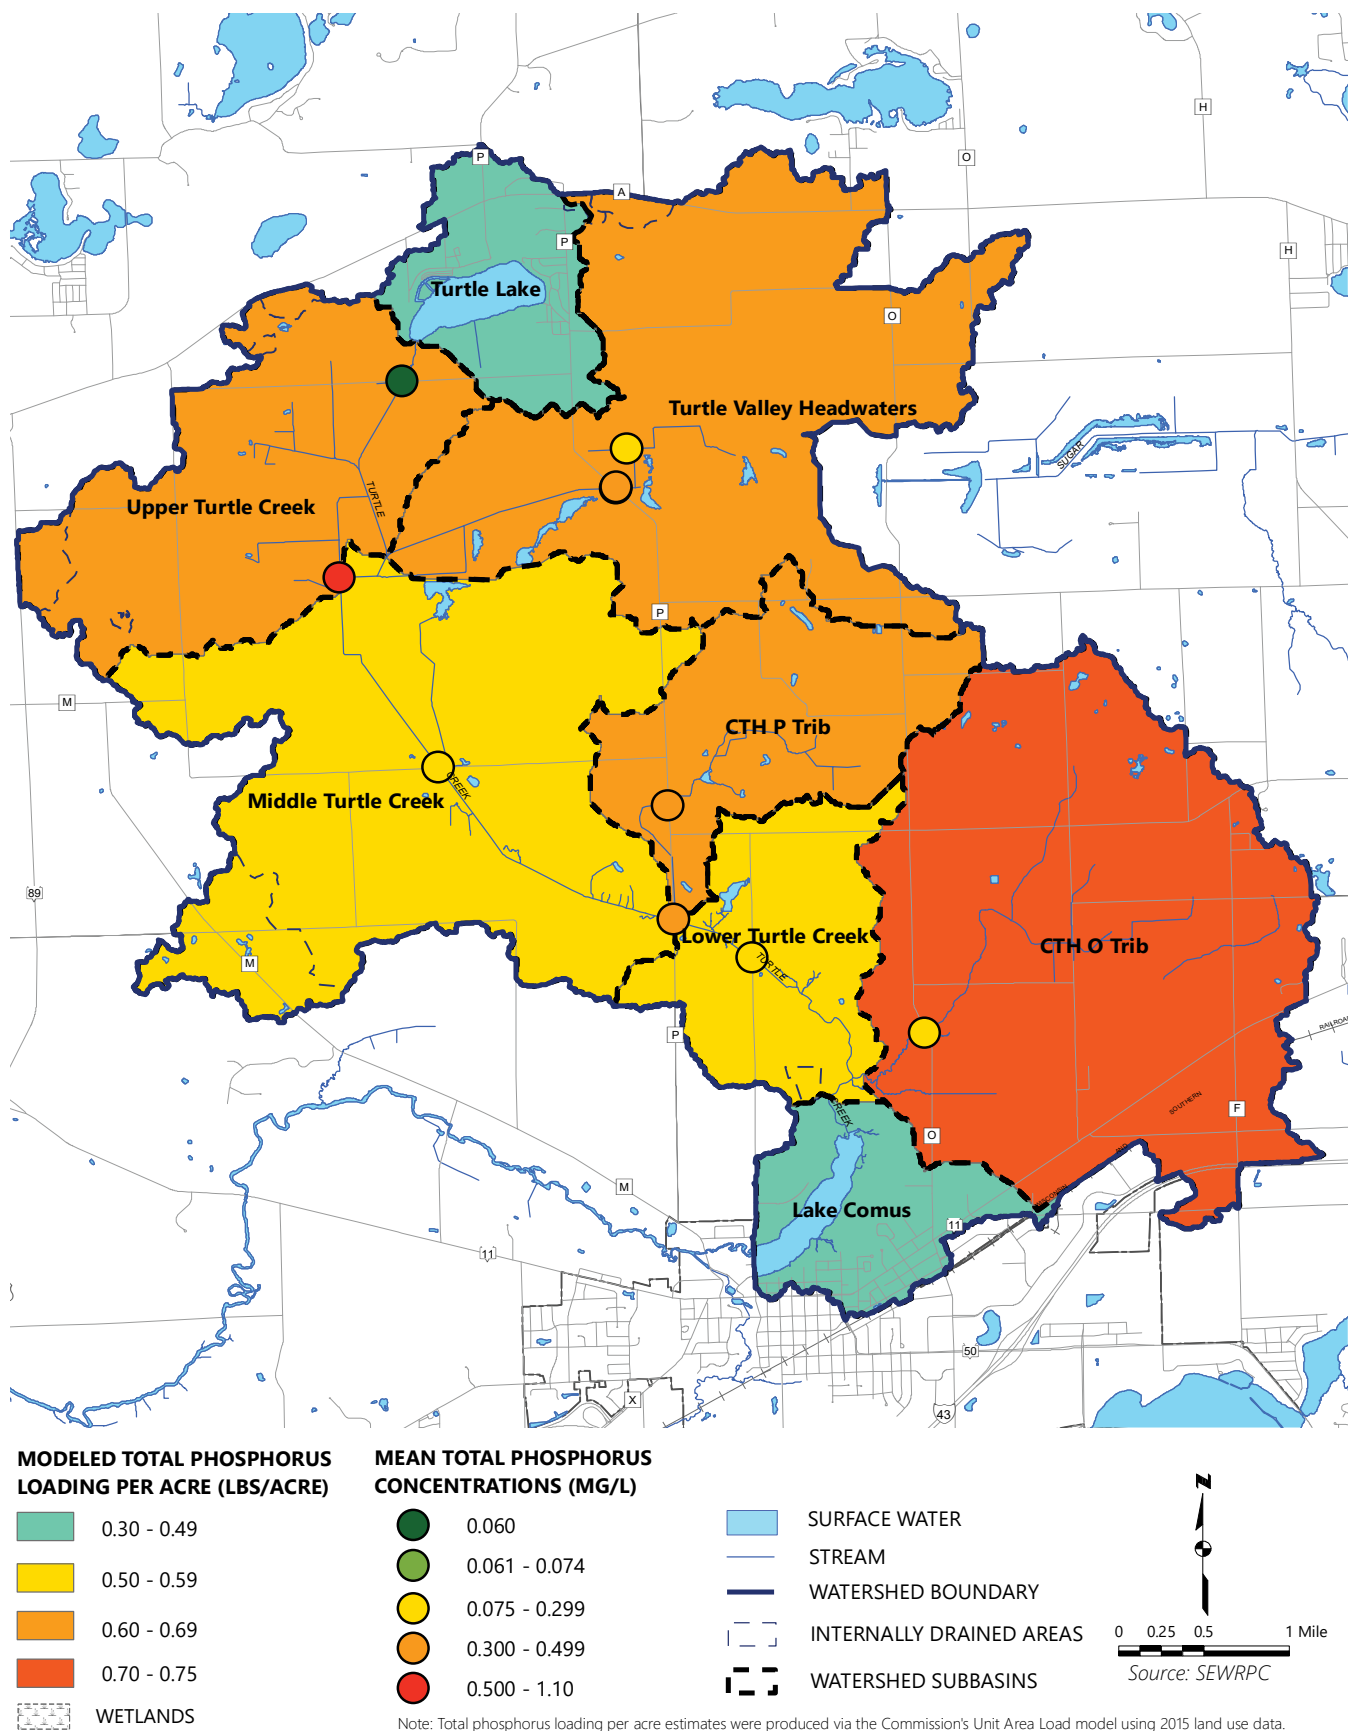 P
O
H
A
P
H
Turtle Lake
O
Turtle Valley Headwaters
SUGAR
TURTLE
Upper Turtle Creek
P
M
CTH P Trib
CREEK
Middle Turtle Creek
89
Lower Turtle Creek
CTH O Trib
TURTLE
M
P
CREEK
SOUTHERN
F
O
M
WISCONSIN
Lake Comus
11
11
50
X
43
MODELED TOTAL PHOSPHORUS
LOADING PER ACRE (LBS/ACRE)
0.30 - 0.49
0.50 - 0.59
0.60 - 0.69
0.70 - 0.75
WETLANDS
MEAN TOTAL PHOSPHORUS
CONCENTRATIONS (MG/L)
0.060
0.061 - 0.074
0.075 - 0.299
0.300 - 0.499
0.500 - 1.10
SURFACE WATER
STREAM
WATERSHED BOUNDARY
INTERNALLY DRAINED AREAS
WATERSHED SUBBASINS
N
0 0.25 0.5 1 Mile
Source: SEWRPC
Note: Total phosphorus loading per acre estimates were produced via the Commission's Unit Area Load model using 2015 land use data.